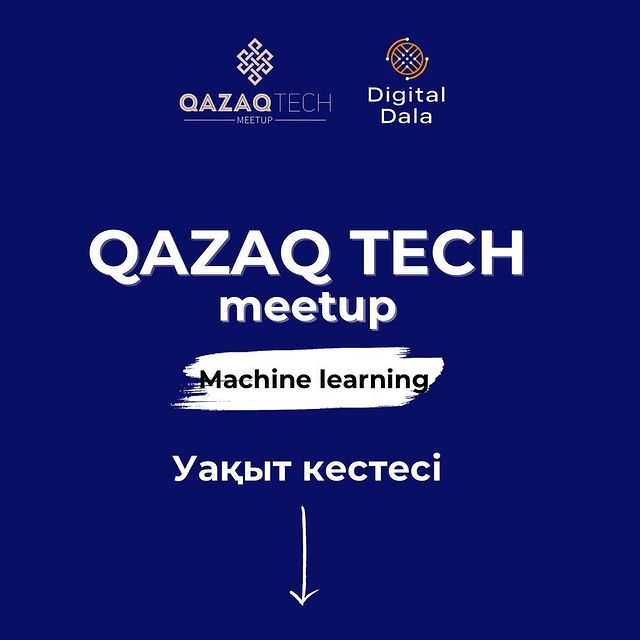 QAZAQTECH
MEETUP
Digital
Dala
QAZAQ TECH
meetup
Machine learning
Уақыт кестесі